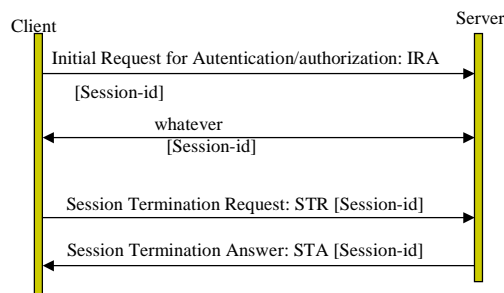 Client
Server
Initial Request for Autentication/authorization: IRA
[Session-id]
whatever
[Session-id]
Session Termination Request: STR [Session-id]
Session Termination Answer: STA [Session-id]